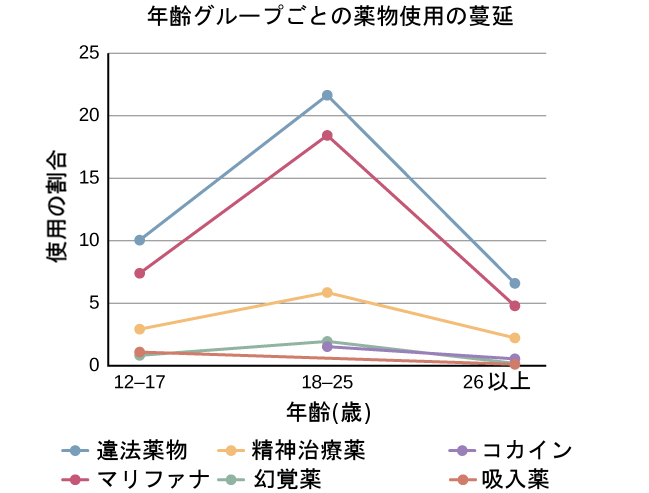 年齢グループごとの薬物使用の蔓延
使用の割合
25
20
15
10
5
0
12–17 18–25 26以上
年齢(歳)
違法薬物 精神治療薬 コカイン
マリファナ 幻覚薬 吸入薬